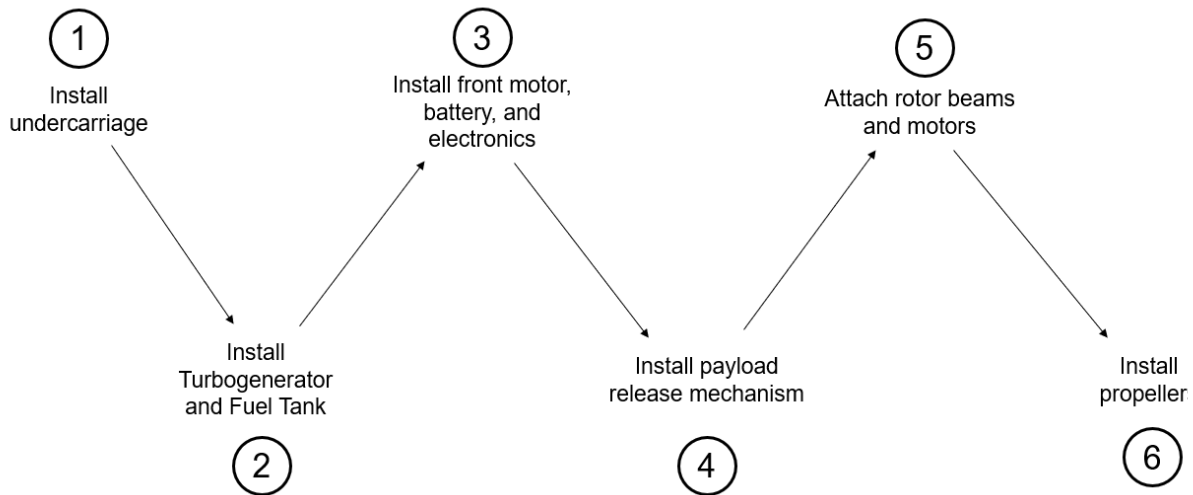 1
Install
undercarriage
2
Install
Turbogenerator
and Fuel Tank
3
Install front motor,
battery, and
electronics
4
Install payload
release mechanism
5
Attach rotor beams
and motors
6
Install
propellers